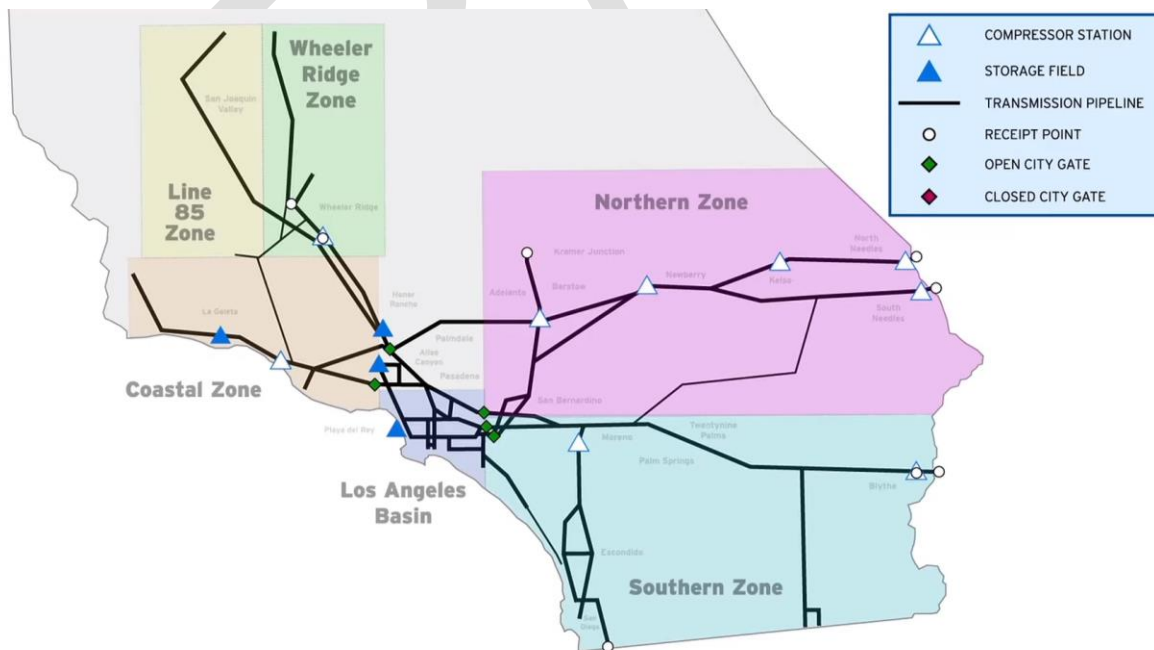 Wheeler
Ridge
Zone
San Joaquin
Valley
Line
85
Zone
Wheeler Ridge
Northern Zone
Kramer Junction
North
Needles
Newberry
Kelso
Adelanto
Barstow
South
Needles
Honor
Rancho
La Goleta
Palmdale
Aliso
Canyon
Pasadena
Coastal Zone
San Bernardino
Playa del Rey
Moreno
Twentynine
Palms
Palm Springs
Blythe
Los Angeles
Basin
Escondido
Southern Zone
San
Diego
COMPRESSOR STATION
STORAGE FIELD
TRANSMISSION PIPELINE
RECEIPT POINT
OPEN CITY GATE
CLOSED CITY GATE